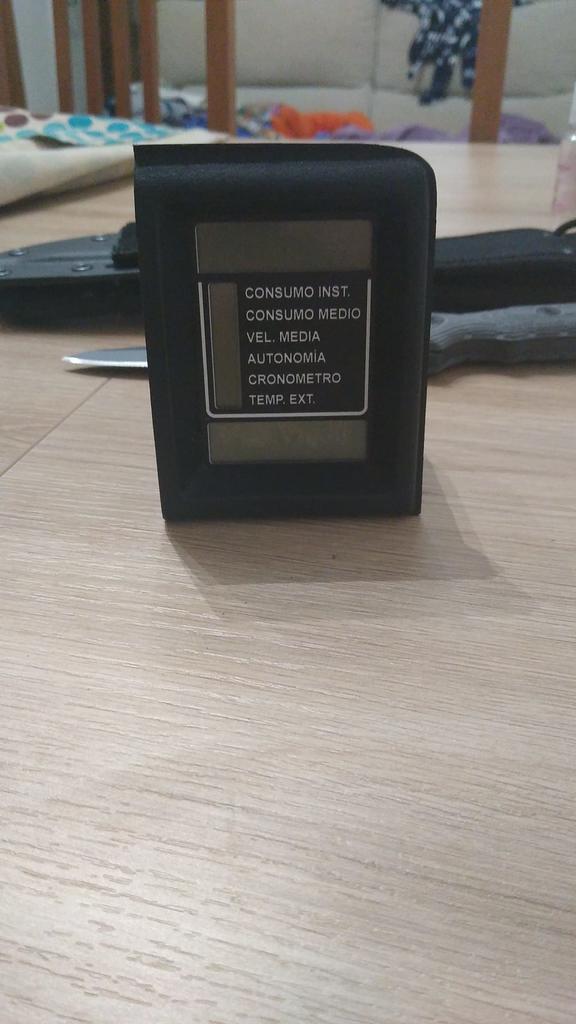 CONSUMO INST.
CONSUMO MEDIO
VEL. MEDIA
AUTONOMÍA
CRONOMETRO
TEMP. EXT.